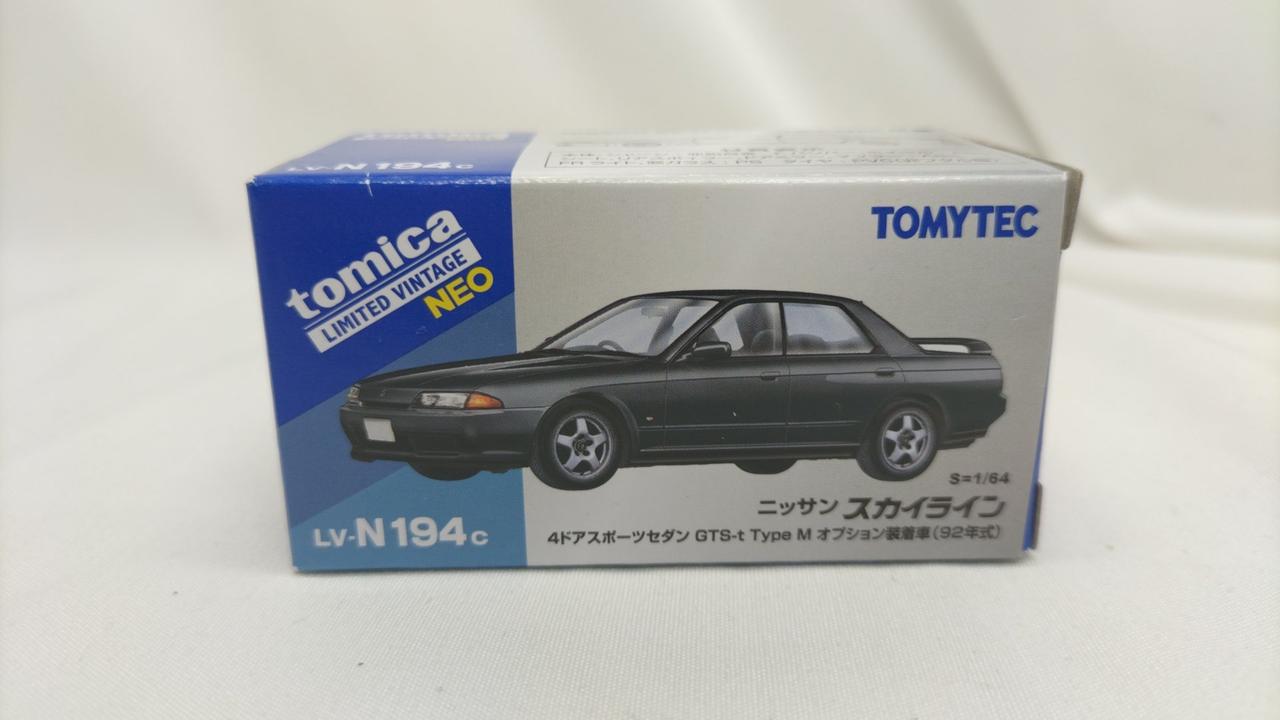 LV-N194c
tomica
LIMITED VINTAGE
NEO
TOMYTEC
S=1/64
ニッサン スカイライン
4ドアスポーツセダン GTS-t Type M オプション装着車(92年式)
LV-N194c